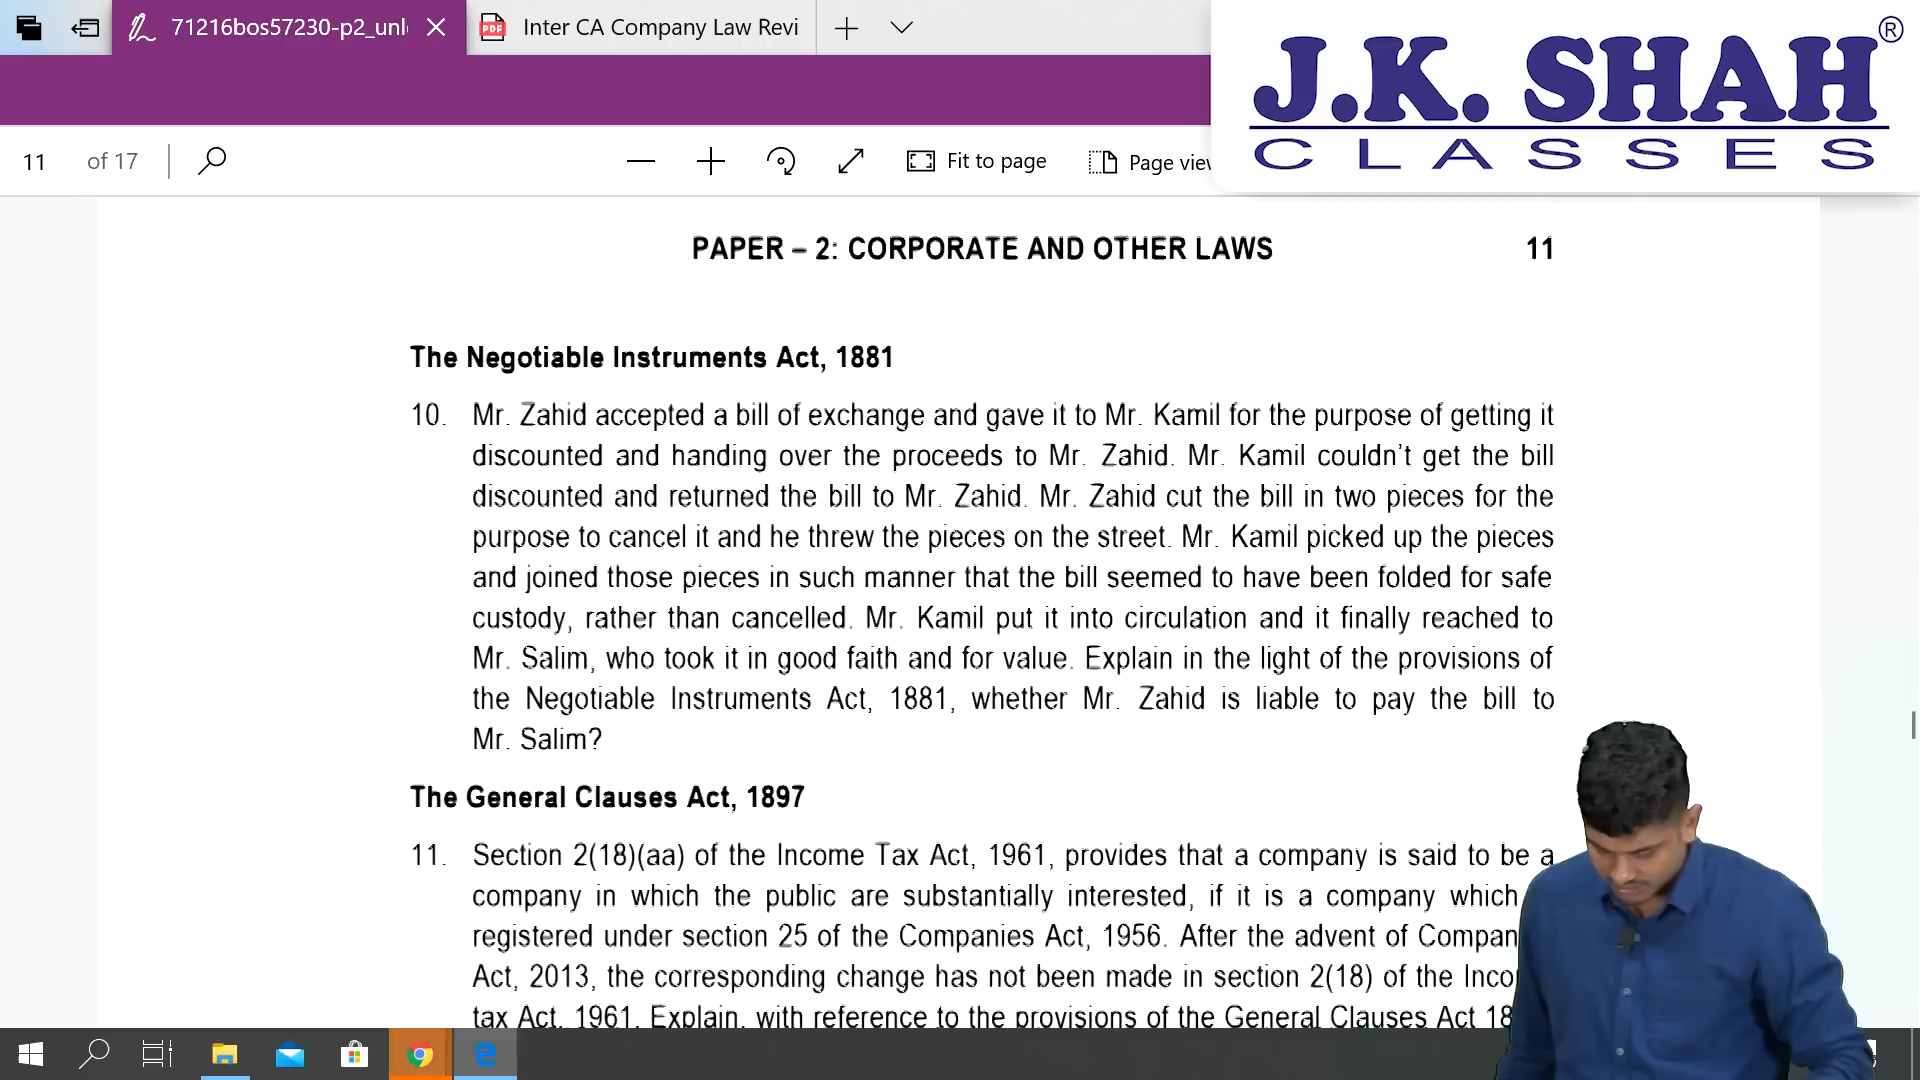 71216bos57230-p2_unl
Inter CA Company Law Revi
J.K. SHAH®
CLASSES
11 of 17
Fit to page
Page view
PAPER – 2: CORPORATE AND OTHER LAWS 11
The Negotiable Instruments Act, 1881
10. Mr. Zahid accepted a bill of exchange and gave it to Mr. Kamil for the purpose of getting it
discounted and handing over the proceeds to Mr. Zahid. Mr. Kamil couldn't get the bill
discounted and returned the bill to Mr. Zahid. Mr. Zahid cut the bill in two pieces for the
purpose to cancel it and he threw the pieces on the street. Mr. Kamil picked up the pieces
and joined those pieces in such manner that the bill seemed to have been folded for safe
custody, rather than cancelled. Mr. Kamil put it into circulation and it finally reached to
Mr. Salim, who took it in good faith and for value. Explain in the light of the provisions of
the Negotiable Instruments Act, 1881, whether Mr. Zahid is liable to pay the bill to
Mr. Salim?
The General Clauses Act, 1897
11. Section 2(18)(aa) of the Income Tax Act, 1961, provides that a company is said to be a
company in which the public are substantially interested, if it is a company which
registered under section 25 of the Companies Act, 1956. After the advent of Compan
Act, 2013, the corresponding change has not been made in section 2(18) of the Inco
tax Act, 1961. Explain, with reference to the provisions of the General Clauses Act 18